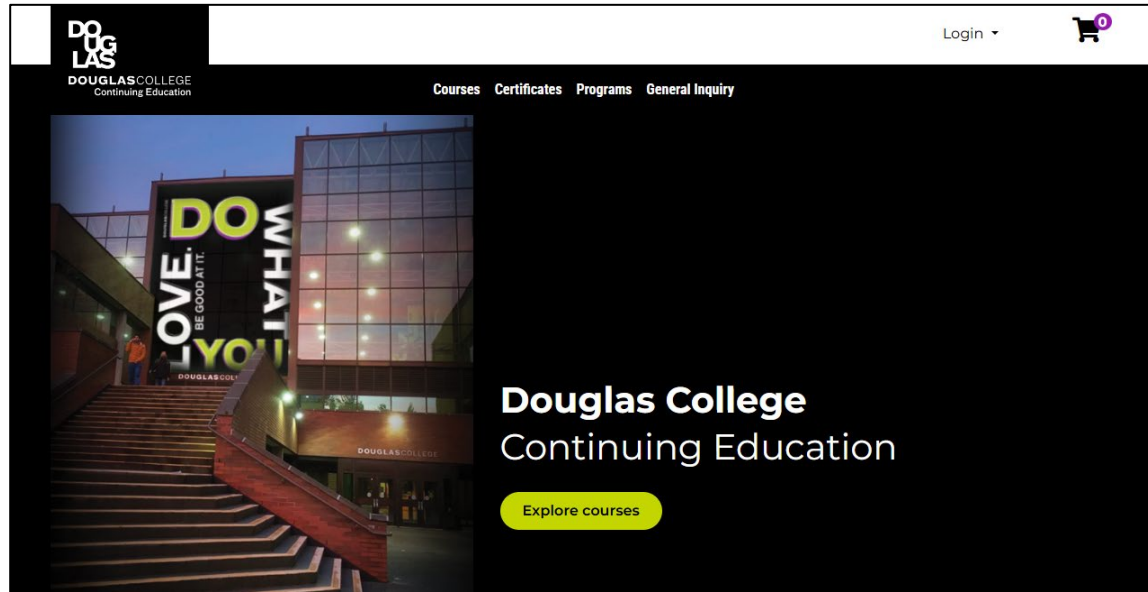 DO
UG
LAS
DOUGLASCOLLEGE
Continuing Education
Login
0
Courses Certificates Programs General Inquiry
DO
WHAT
YOU
LOVE.
BE GOOD AT IT.
DOUGLASCOLL
DOUGLASCOLLEGE
Douglas College
Continuing Education
Explore courses